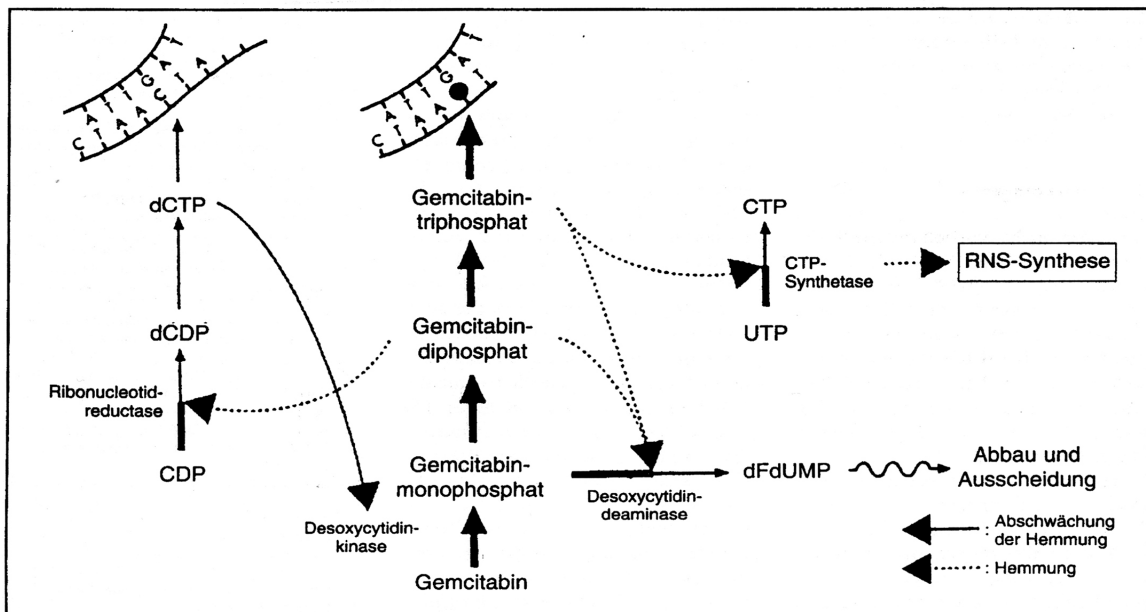 A T T G A T
C T A A C T A
A T T G A T
C T A A T
dCTP
Gemcitabin-
triphosphat
CTP
CTP-
Synthetase
RNS-Synthese
UTP
dCDP
Gemcitabin-
diphosphat
Ribonucleotid-
reductase
CDP
Gemcitabin-
monophosphat
Desoxycytidin-
deaminase
dFdUMP
Abbau und
Ausscheidung
Desoxycytidin-
kinase
Gemcitabin
: Abschwächung
der Hemmung
: Hemmung